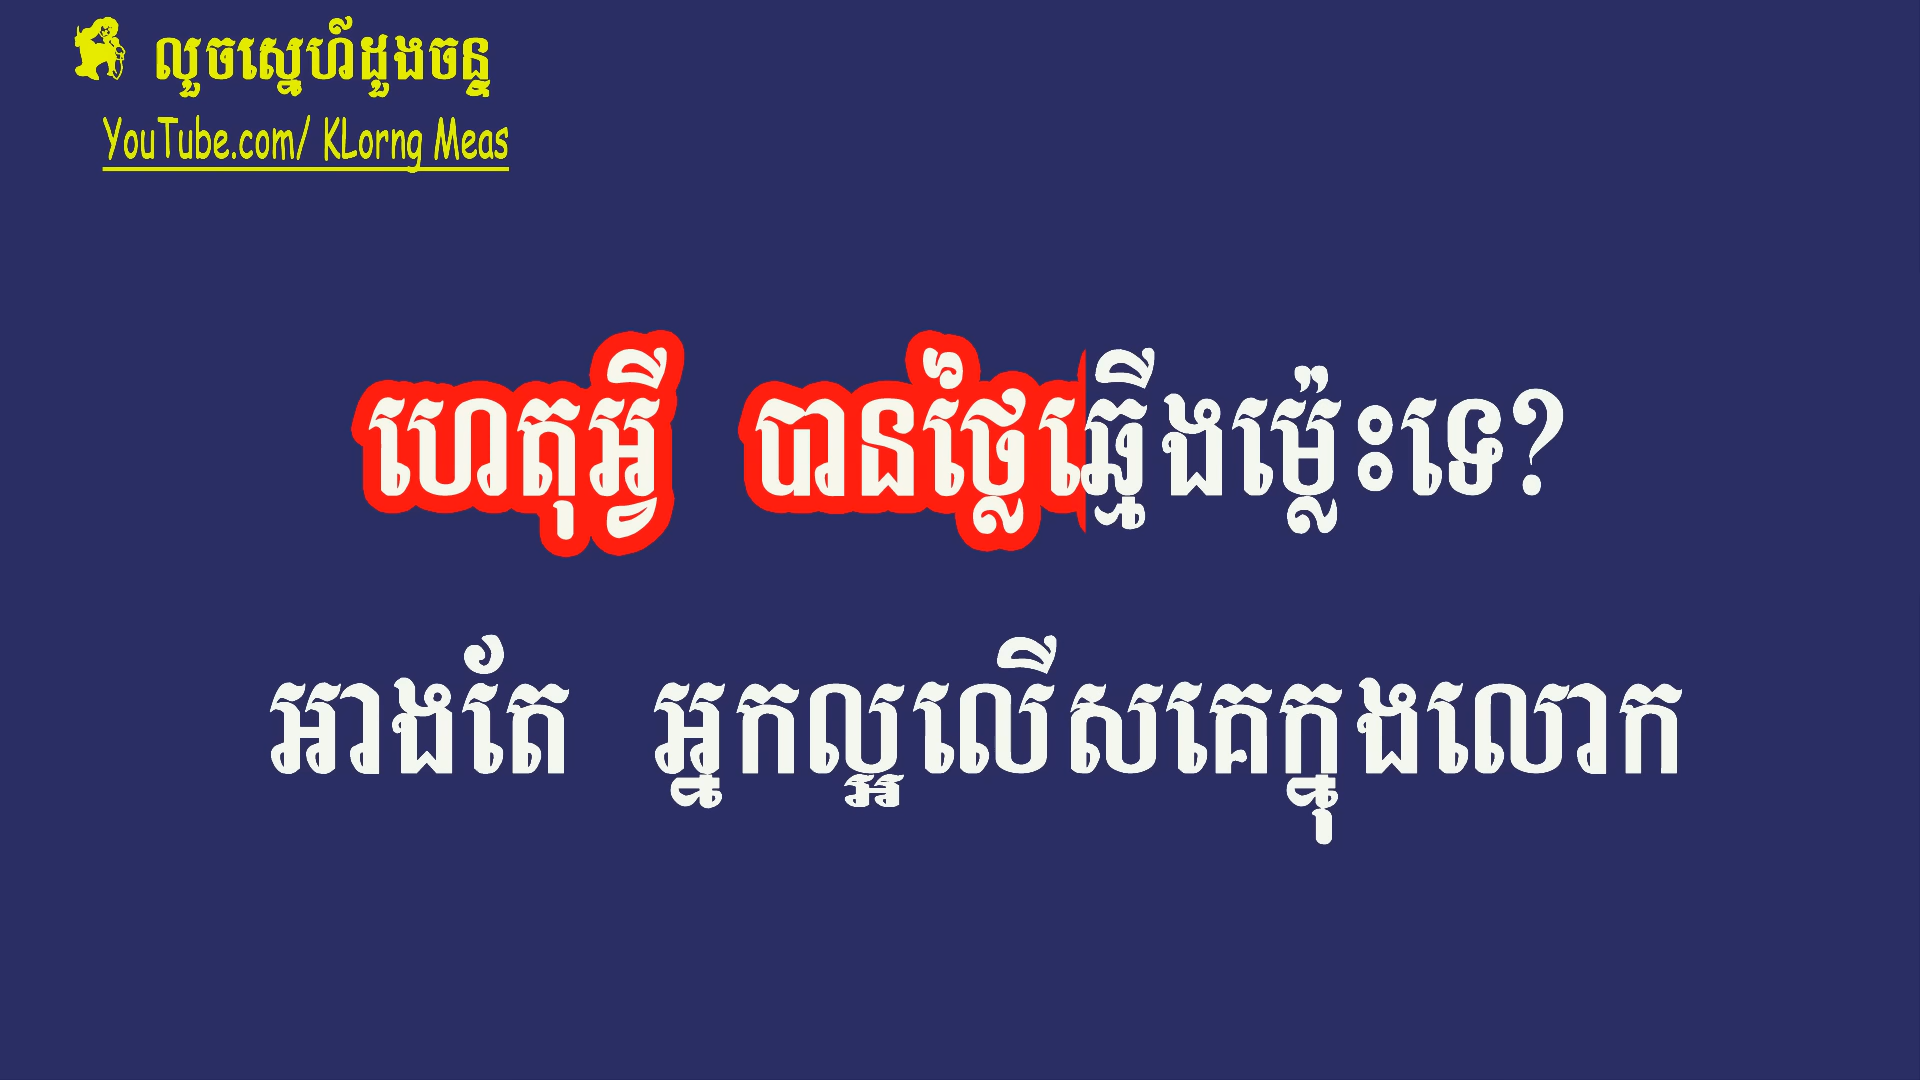 លួចស្នេហ៍ដួងចន្ទ
YouTube.com/ KLorng Meas
ហេតុអ្វី បានថ្លៃឆ្មើងម្ល៉េះទេ?
អាងតែ អ្នកល្អលើសគេក្នុងលោក